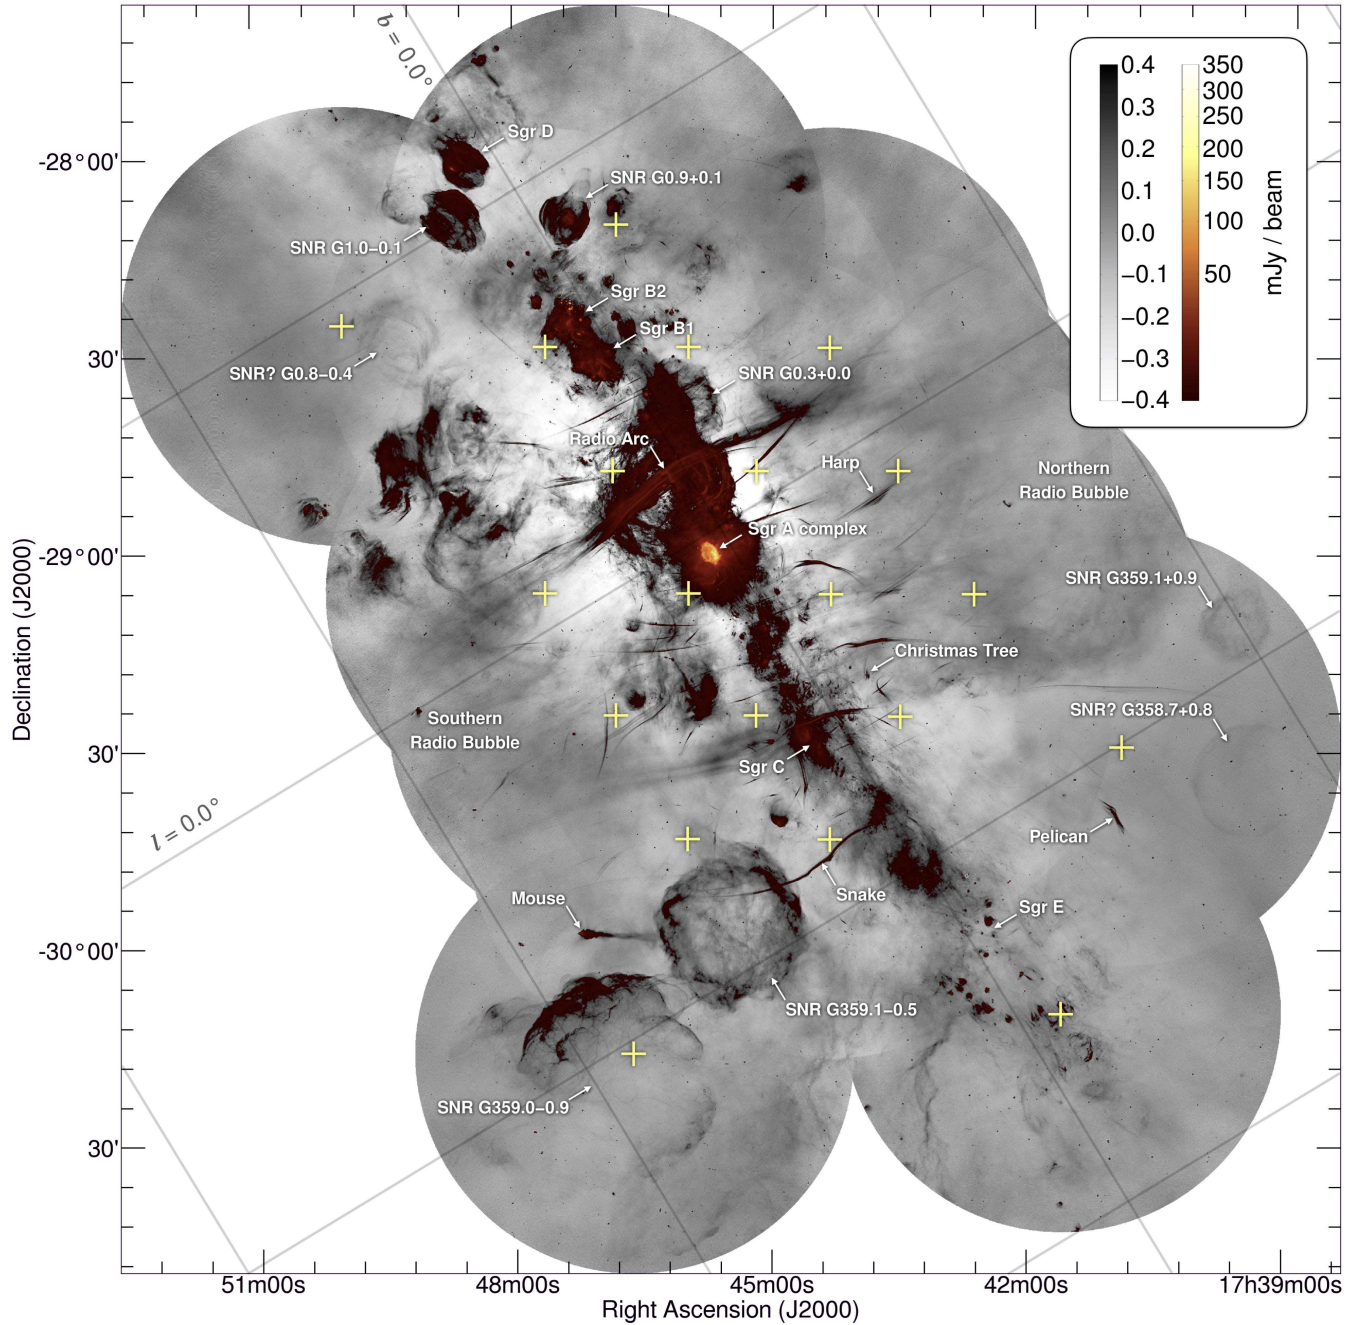 b = 0.0°
0.4
0.3
0.2
0.1
0.0
−0.1
−0.2
−0.3
−0.4
350
300
250
200
150
100
50
mJy / beam
Sgr D
-28°00'
SNR G0.9+0.1
SNR G1.0−0.1
Sgr B2
Sgr B1
30'
SNR? G0.8−0.4
SNR G0.3+0.0
Radio Arc
Harp
Northern
Radio Bubble
Sgr A complex
-29°00'
SNR G359.1+0.9
Christmas Tree
Declination (J2000)
Southern
Radio Bubble
SNR? G358.7+0.8
30'
Sgr C
l = 0.0°
Pelican
Mouse
Snake
Sgr E
-30°00'
SNR G359.1−0.5
SNR G359.0−0.9
30'
51m00s
48m00s
45m00s
42m00s
17h39m00s
Right Ascension (J2000)